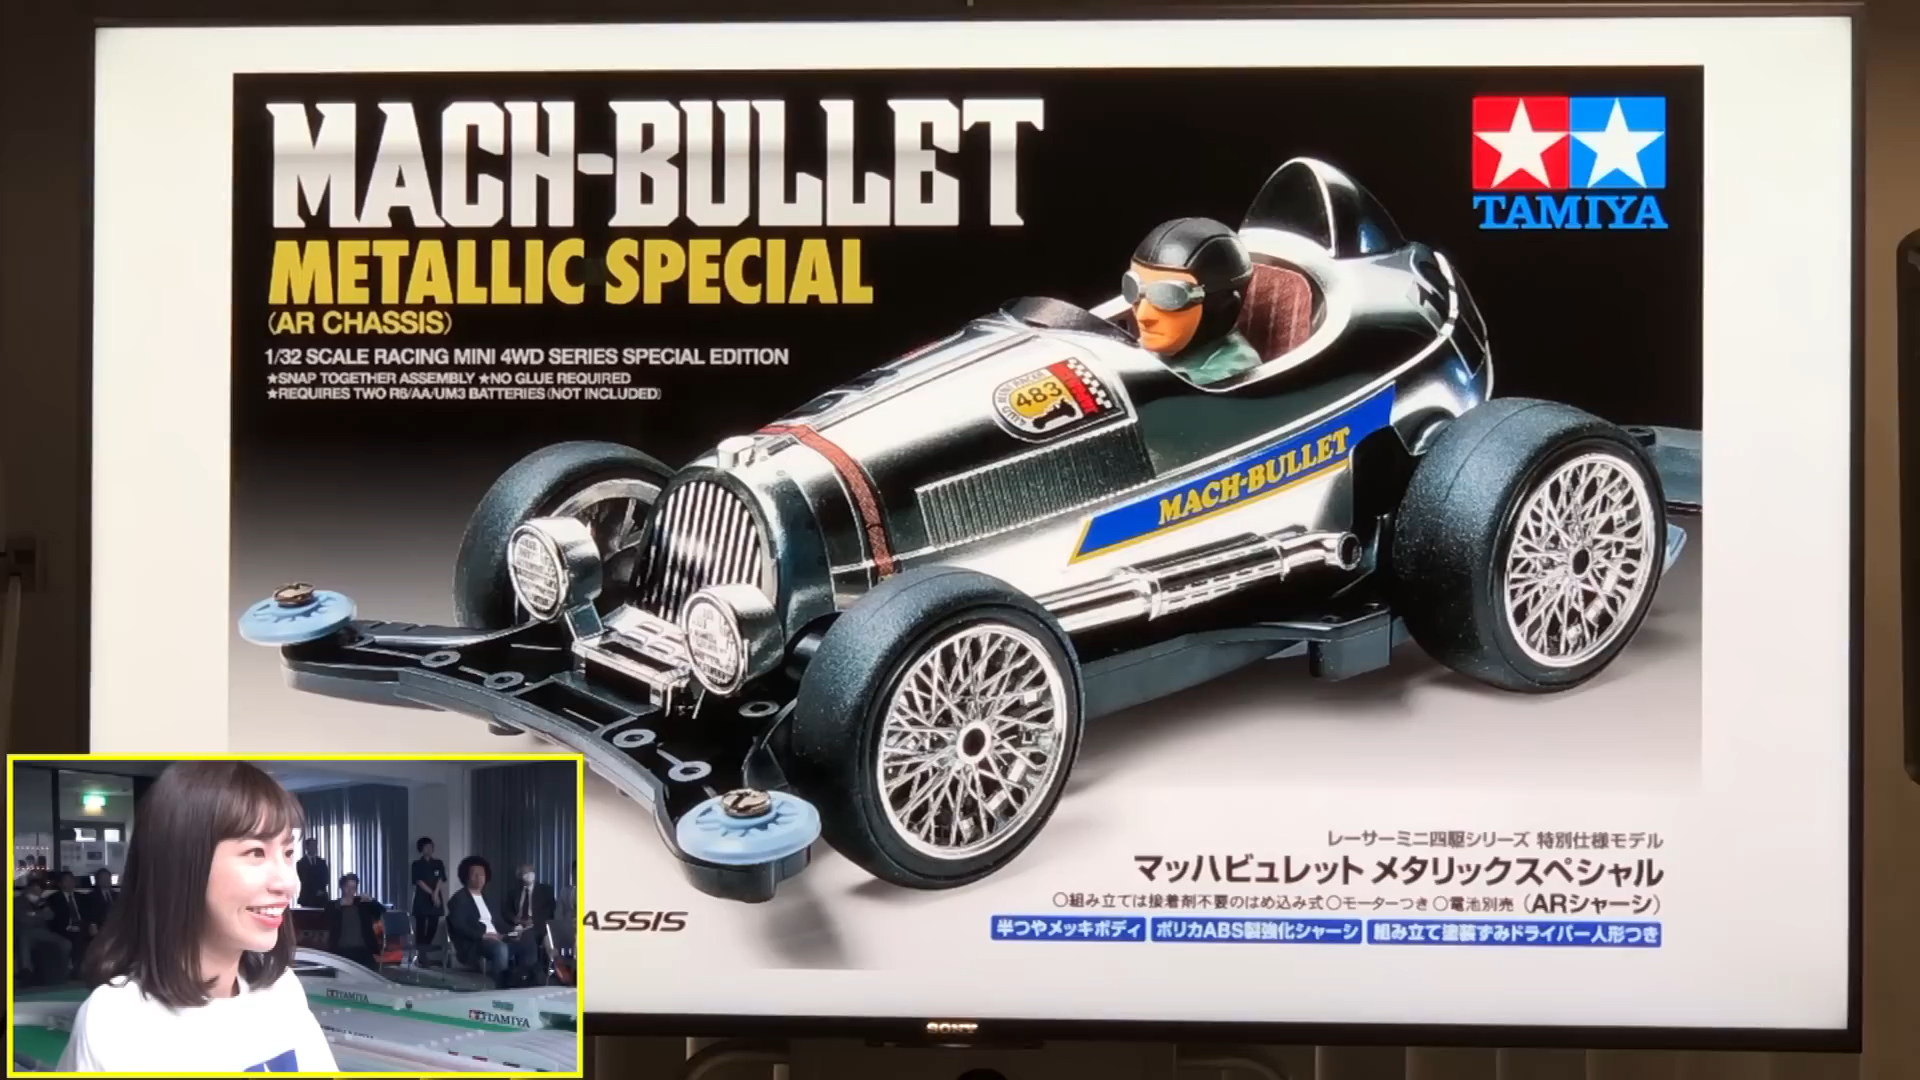 MACH-BULLET
METALLIC SPECIAL
(AR CHASSIS)
1/32 SCALE RACING MINI 4WD SERIES SPECIAL EDITION
★SNAP TOGETHER ASSEMBLY ★NO GLUE REQUIRED
★REQUIRES TWO R6/AA/UM3 BATTERIES (NOT INCLUDED)
TAMIYA
483
MACH-BULLET
レーサーミニ四駆シリーズ 特別仕様モデル
マッハビュレット メタリックスペシャル
○組み立ては接着剤不要のはめ込み式○モーターつき○電池別売 (ARシャーシ)
ASSIS
半つやメッキボディ ポリカABS製強化シャーシ 組み立て塗装ずみドライバー人形つき
TAMIYA
TAMIYA
SONY